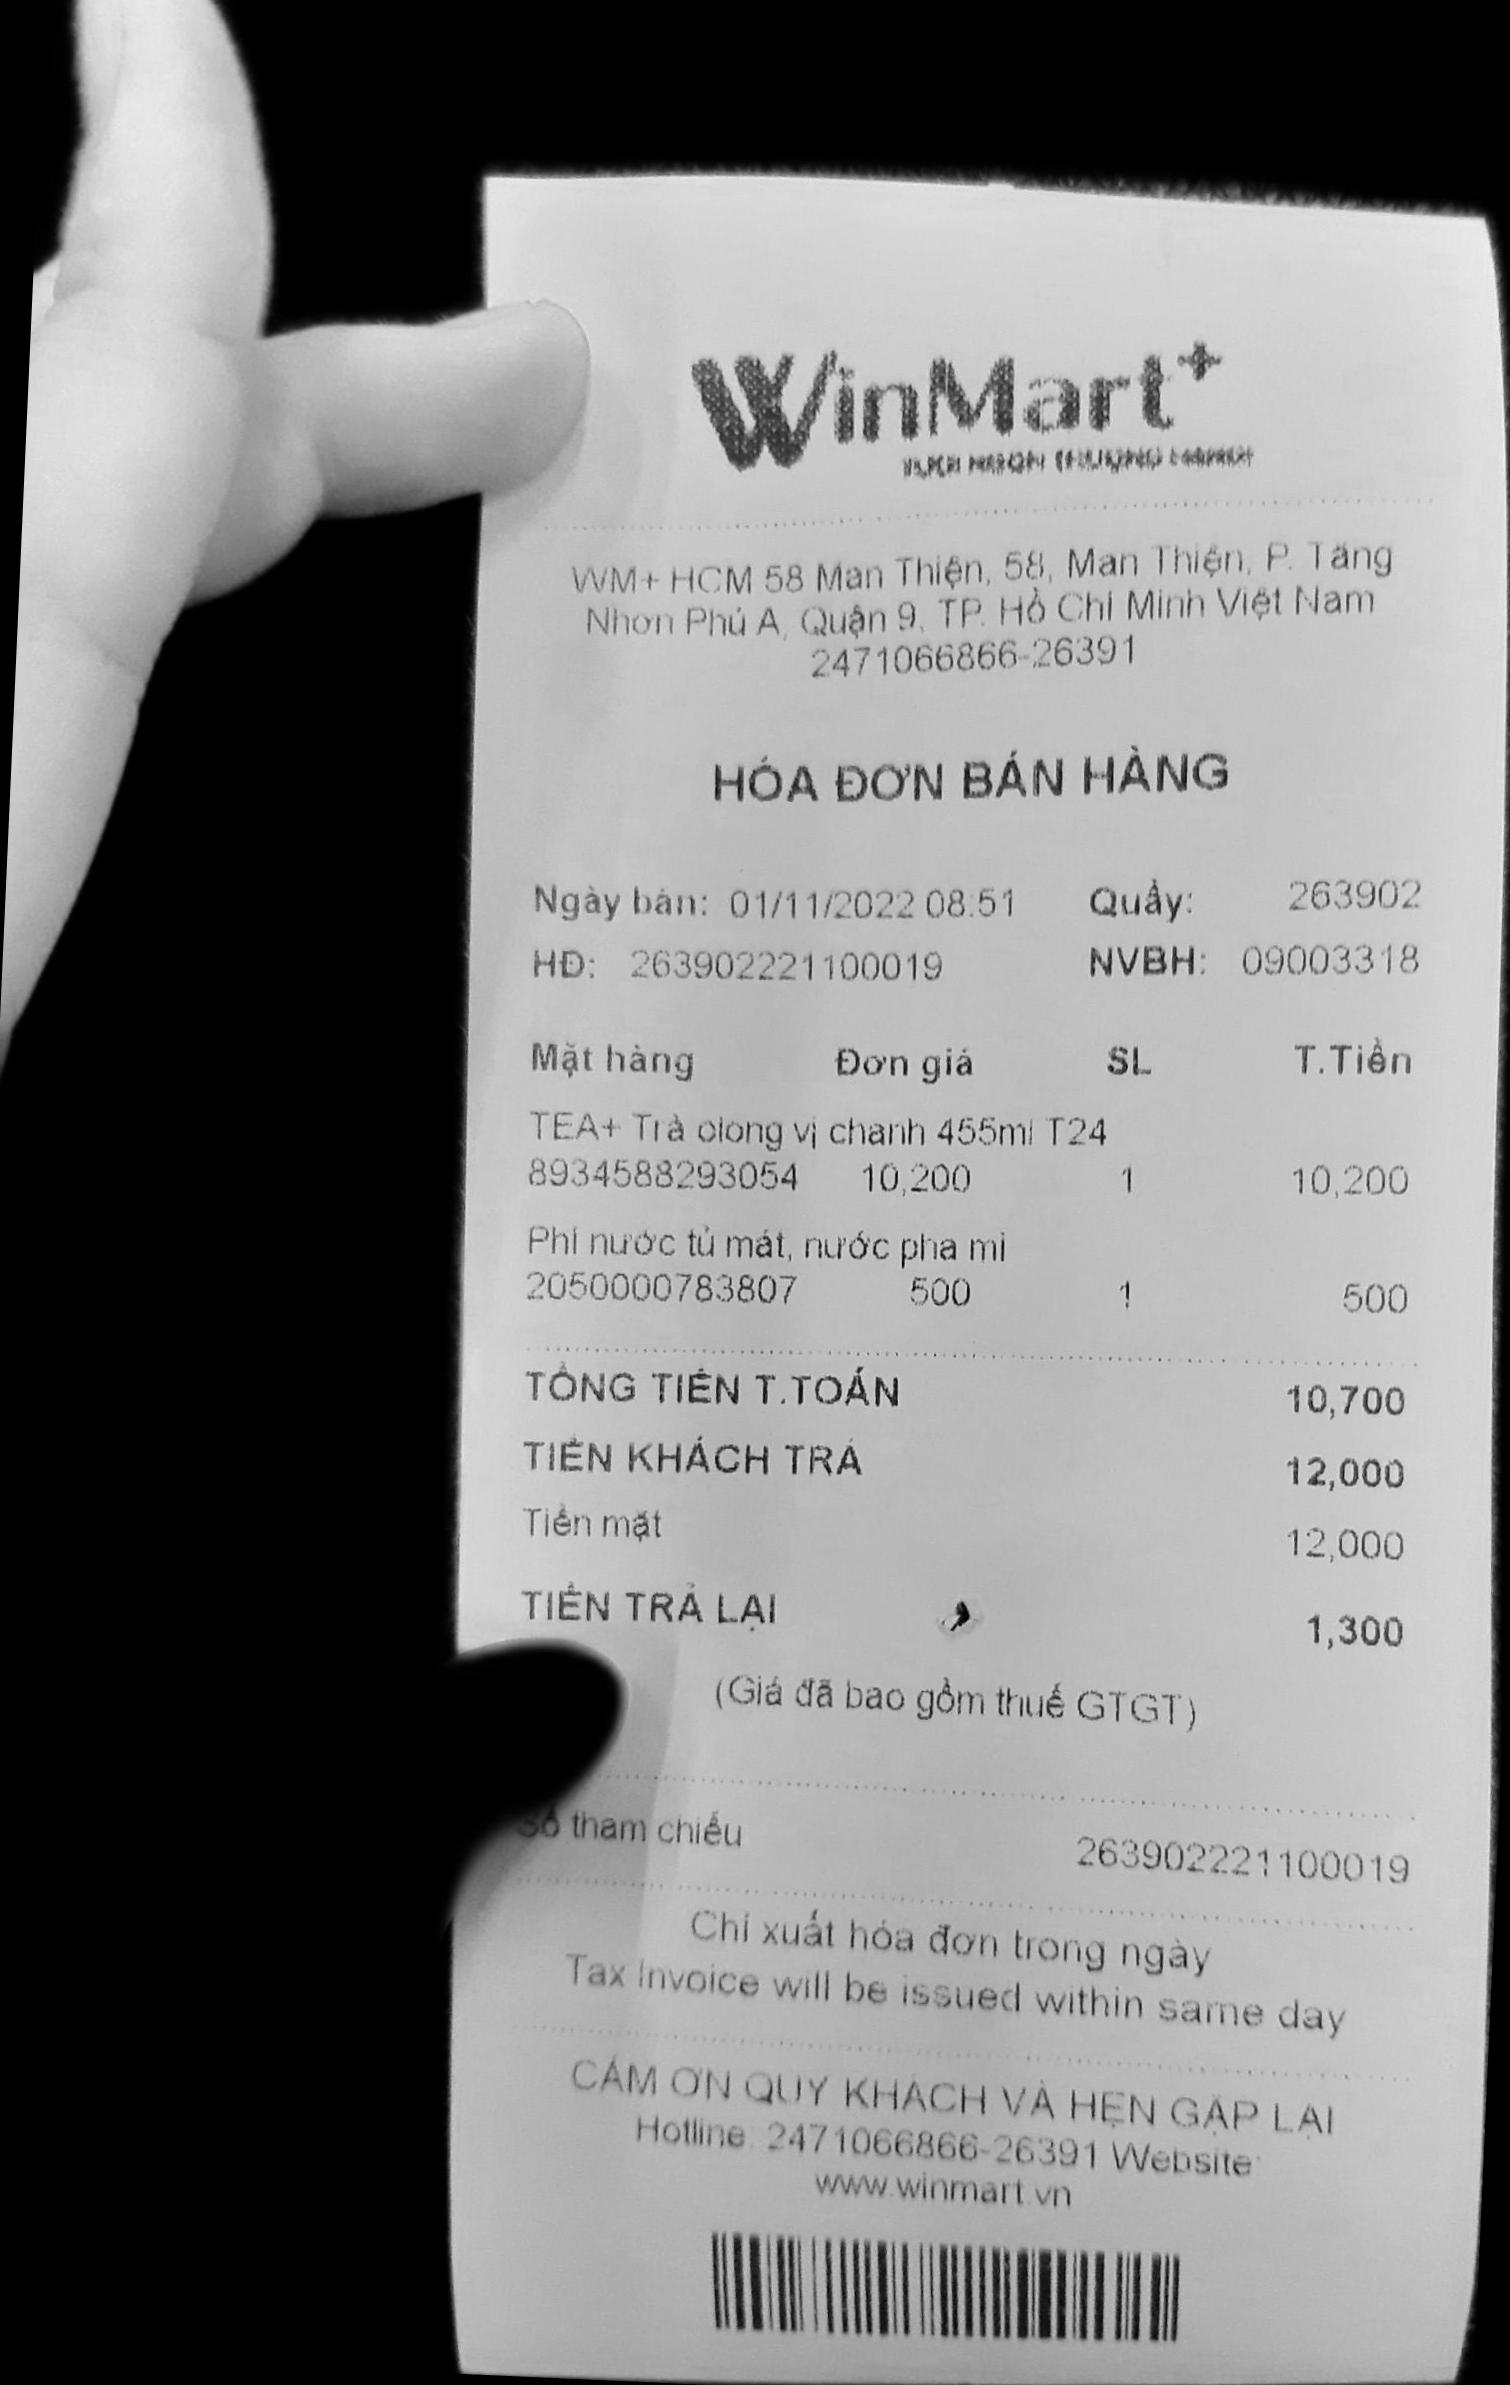 WinMart+
WM+ HCM 58 Man Thiện, 58, Man Thiện, P. Tăng
Nhơn Phú A, Quận 9, TP. Hồ Chí Minh Việt Nam
2471066866-26391
HÓA ĐƠN BÁN HÀNG
Ngày bán: 01/11/2022 08:51 Quầy: 263902
HĐ: 263902221100019 NVBH: 09003318
Mặt hàng Đơn giá SL T.Tiền
TEA+ Trà olong vị chanh 455ml T24
8934588293054 10,200 1 10,200
Phí nước tủ mát, nước pha mì
2050000783807 500 1 500
TỔNG TIỀN T.TOÁN 10,700
TIỀN KHÁCH TRẢ 12,000
Tiền mặt 12,000
TIỀN TRẢ LẠI 1,300
(Giá đã bao gồm thuế GTGT)
Số tham chiếu 263902221100019
Chỉ xuất hóa đơn trong ngày
Tax Invoice will be issued within same day
CẢM ƠN QUÝ KHÁCH VÀ HẸN GẶP LẠI
Hotline: 2471066866-26391 Website:
www.winmart.vn